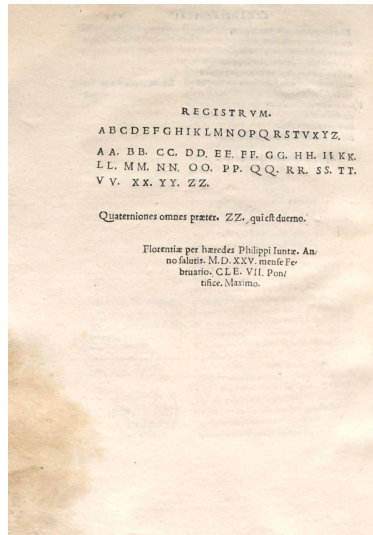 REGISTRVM.
ABCDEFGHIKLMNOPQRSTVXYZ.
AA. BB. CC. DD. EE. FF. GG. HH. II KK.
LL. MM. NN. OO. PP. QQ. RR. SS. TT.
VV. XX. YY. ZZ.
Quaterniones omnes præter. ZZ. qui eſt duerno.
Florentiæ per hæredes Philippi Iuntæ. An/
no ſalutis. M.D.XXV. menſe Fe/
bruario. CLE. VII. Pon/
tifice. Maximo.